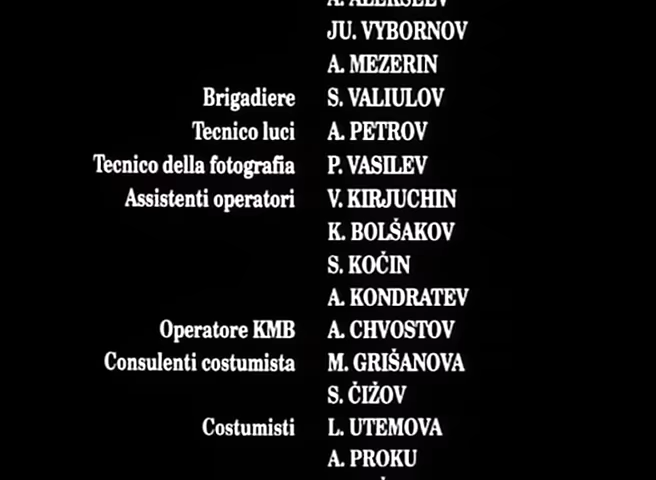 A. ALEKSEEV
JU. VYBORNOV
A. MEZERIN
Brigadiere S. VALIULOV
Tecnico luci A. PETROV
Tecnico della fotografia P. VASILEV
Assistenti operatori V. KIRJUCHIN
K. BOLŠAKOV
S. KOČIN
A. KONDRATEV
Operatore KMB A. CHVOSTOV
Consulenti costumista M. GRIŠANOVA
S. ČIŽOV
Costumisti L. UTEMOVA
A. PROKU